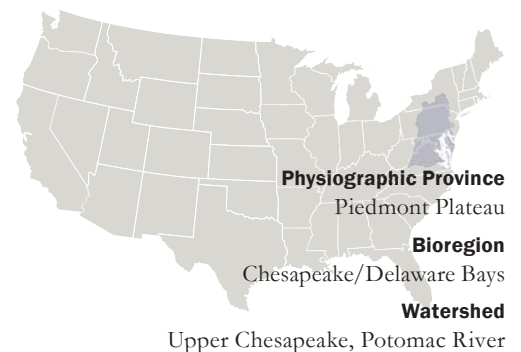 Physiographic Province
Piedmont Plateau
Bioregion
Chesapeake/Delaware Bays
Watershed
Upper Chesapeake, Potomac River